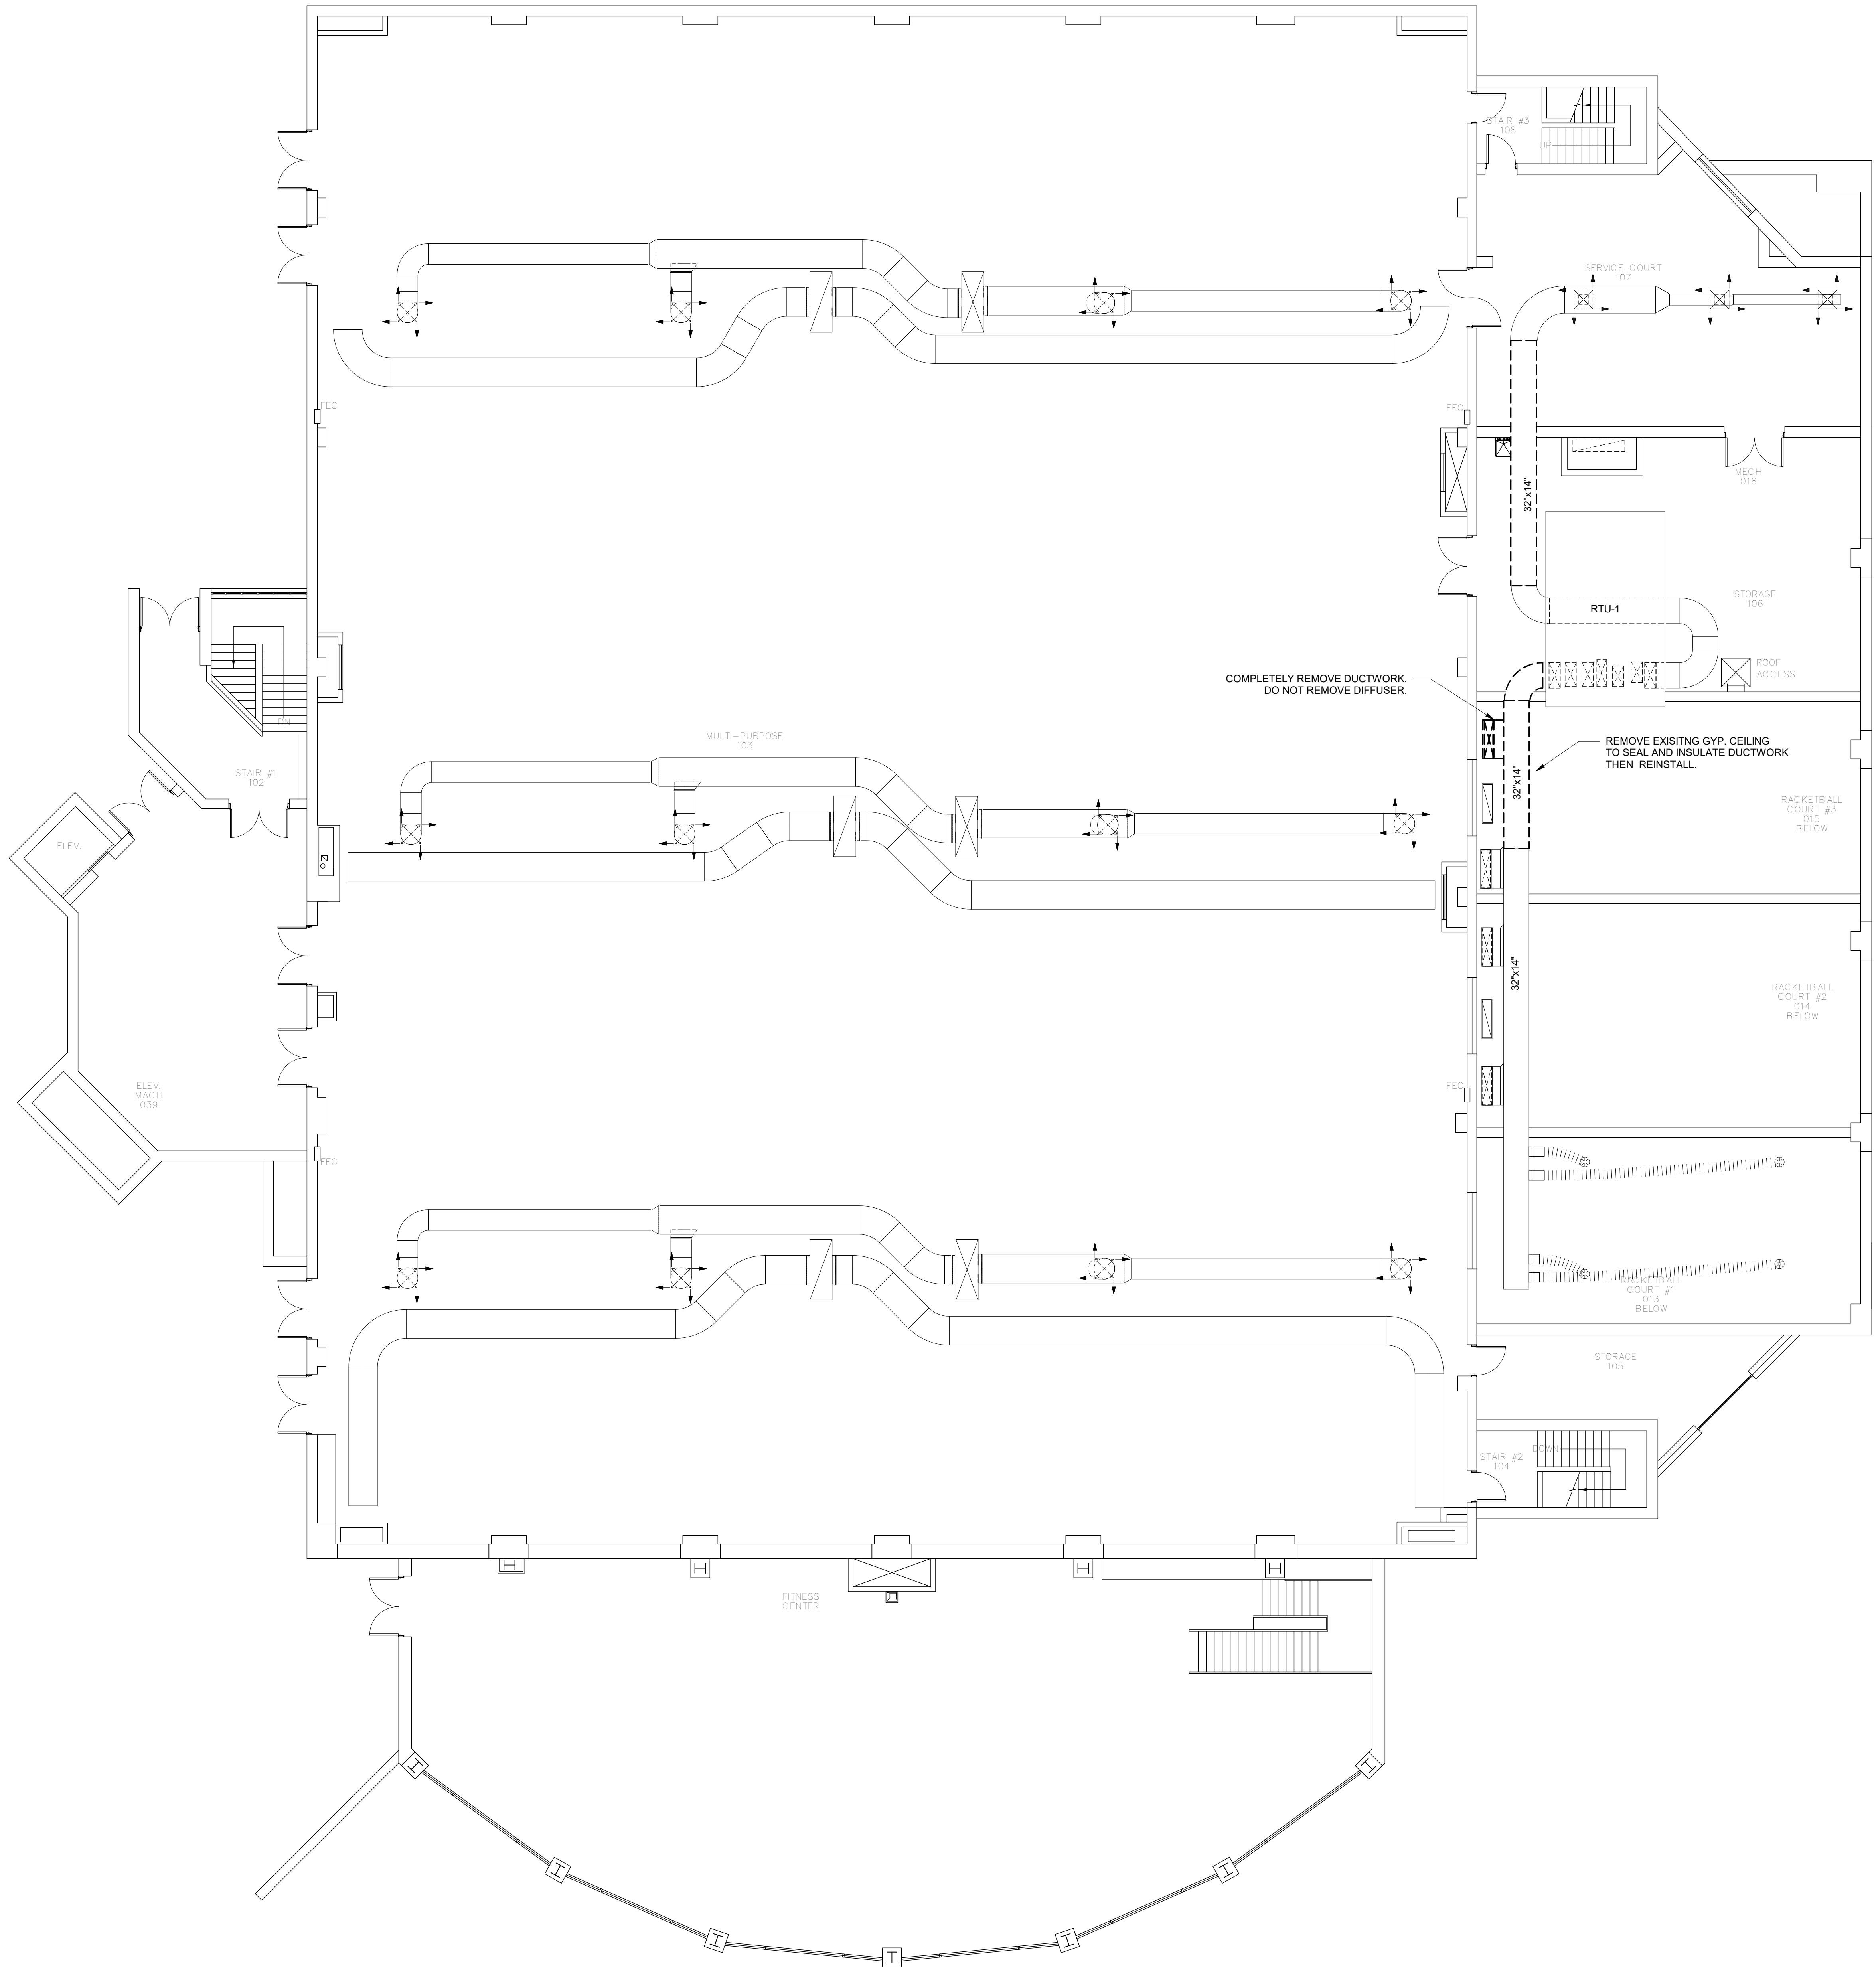 STAIR #3
108
UP
SERVICE COURT
107
FEC
FEC
MECH
016
32"x14"
STORAGE
106
RTU-1
ROOF
ACCESS
COMPLETELY REMOVE DUCTWORK.
DO NOT REMOVE DIFFUSER.
DN
MULTI-PURPOSE
103
REMOVE EXISITNG GYP. CEILING
TO SEAL AND INSULATE DUCTWORK
THEN REINSTALL.
STAIR #1
102
32"x14"
RACKETBALL
COURT #3
015
BELOW
ELEV.
32"x14"
RACKETBALL
COURT #2
014
BELOW
ELEV.
MACH
039
FEC
FEC
RACKETBALL
COURT #1
013
BELOW
STORAGE
105
DOWN
STAIR #2
104
FITNESS
CENTER